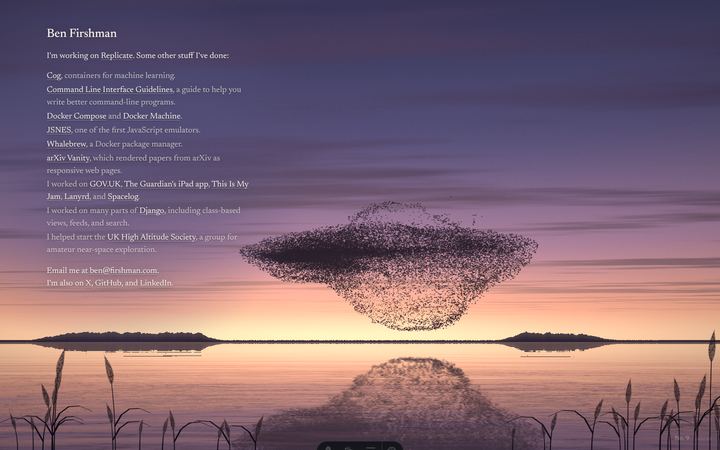 Ben Firshman
I'm working on Replicate. Some other stuff I've done:
Cog, containers for machine learning.
Command Line Interface Guidelines, a guide to help you
write better command-line programs.
Docker Compose and Docker Machine.
JSNES, one of the first JavaScript emulators.
Whalebrew, a Docker package manager.
arXiv Vanity, which rendered papers from arXiv as
responsive web pages.
I worked on GOV.UK, The Guardian's iPad app, This Is My
Jam, Lanyrd, and Spacelog.
I worked on many parts of Django, including class-based
views, feeds, and search.
I helped start the UK High Altitude Society, a group for
amateur near-space exploration.
Email me at ben@firshman.com.
I'm also on X, GitHub, and LinkedIn.